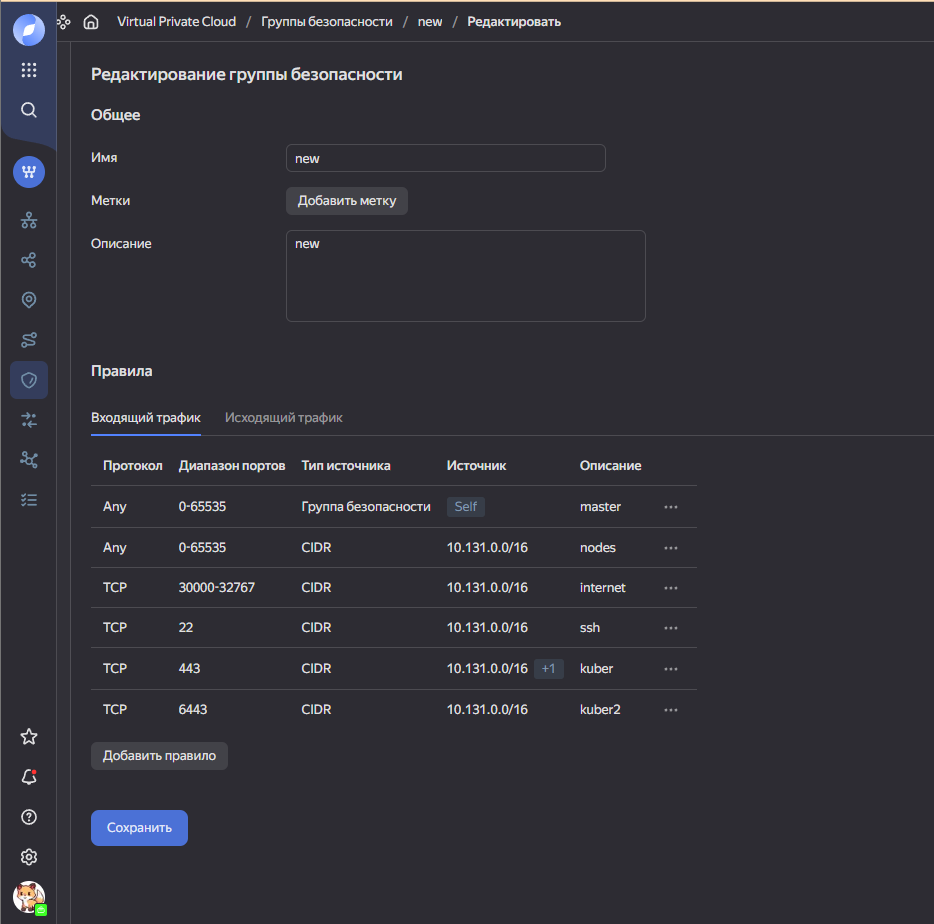 Virtual Private Cloud / Группы безопасности / new / Редактировать
Редактирование группы безопасности
Общее
Имя new
Метки Добавить метку
Описание new
Правила
Входящий трафик Исходящий трафик
Протокол Диапазон портов Тип источника Источник Описание
Any 0-65535 Группа безопасности Self master
Any 0-65535 CIDR 10.131.0.0/16 nodes
TCP 30000-32767 CIDR 10.131.0.0/16 internet
TCP 22 CIDR 10.131.0.0/16 ssh
TCP 443 CIDR 10.131.0.0/16 +1 kuber
TCP 6443 CIDR 10.131.0.0/16 kuber2
Добавить правило
Сохранить